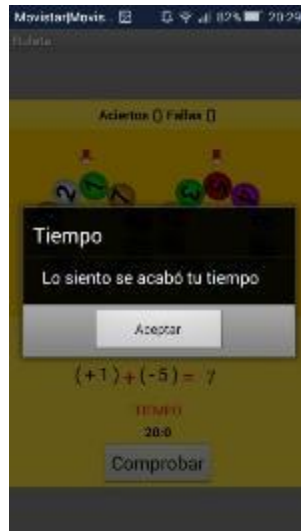 Movistar|Movis.. 82% 20:29
Ruleta
Aciertos () Fallas ()
Tiempo
Lo siento se acabó tu tiempo
Aceptar
(+1)+(-5)= ?
TIEMPO
20:0
Comprobar